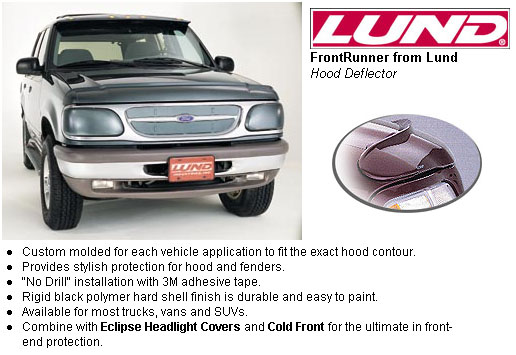 LUND®
FrontRunner from Lund
Hood Deflector
Ford
LUND
● Custom molded for each vehicle application to fit the exact hood contour.
● Provides stylish protection for hood and fenders.
● "No Drill" installation with 3M adhesive tape.
● Rigid black polymer hard shell finish is durable and easy to paint.
● Available for most trucks, vans and SUVs.
● Combine with Eclipse Headlight Covers and Cold Front for the ultimate in front-
end protection.